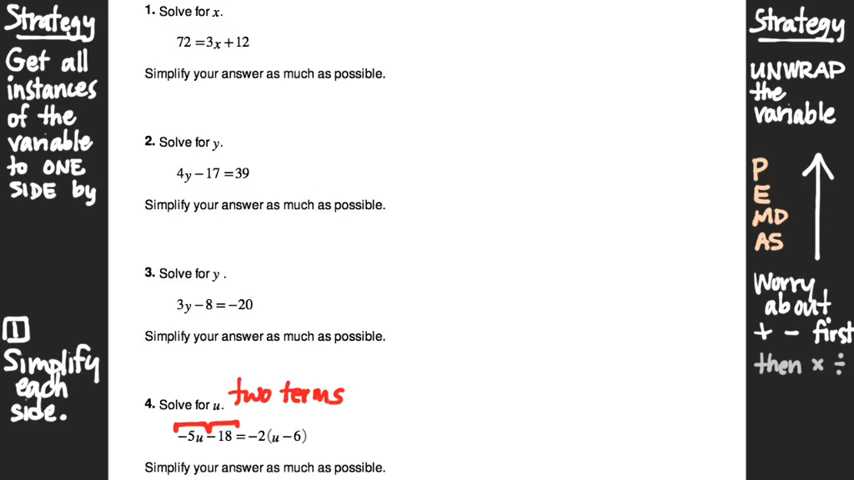 Strategy
Get all
instances
of the
variable
to ONE
SIDE by
1
Simplify
each
side.
1. Solve for x.
72 = 3x + 12
Simplify your answer as much as possible.
2. Solve for y.
4y − 17 = 39
Simplify your answer as much as possible.
3. Solve for y .
3y − 8 = −20
Simplify your answer as much as possible.
two terms
4. Solve for u.
−5u − 18 = −2(u − 6)
Simplify your answer as much as possible.
Strategy
UNWRAP
the
variable
P
E
MD
AS
Worry
about
+ − first
then × ÷